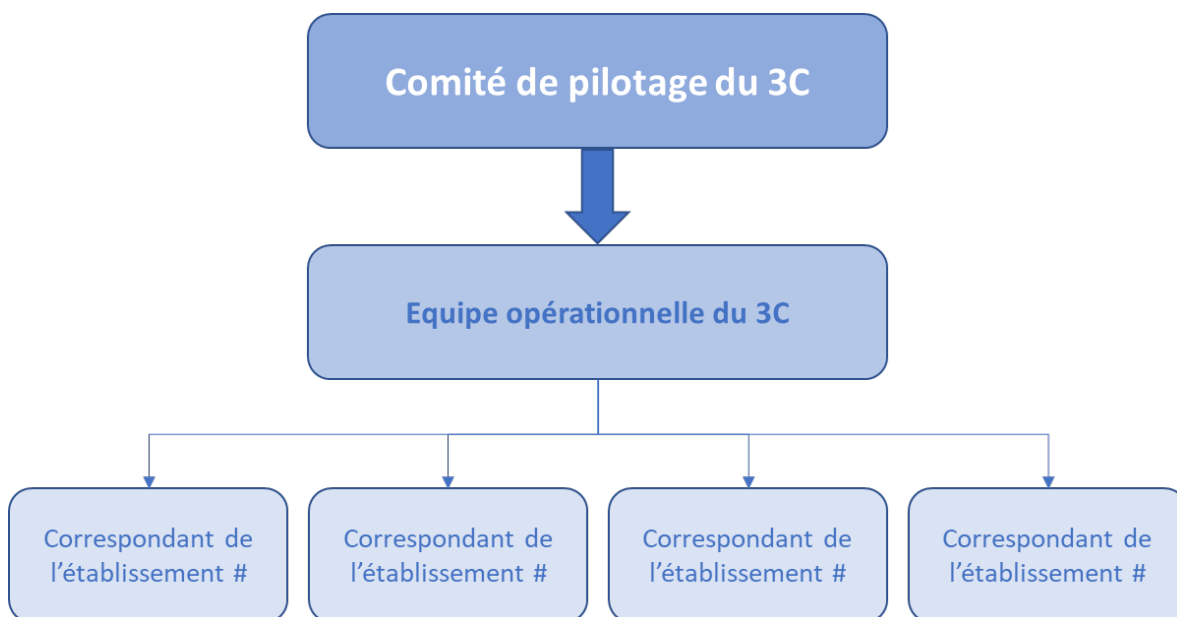 Comité de pilotage du 3C
Equipe opérationnelle du 3C
Correspondant de
l’établissement #
Correspondant de
l’établissement #
Correspondant de
l’établissement #
Correspondant de
l’établissement #